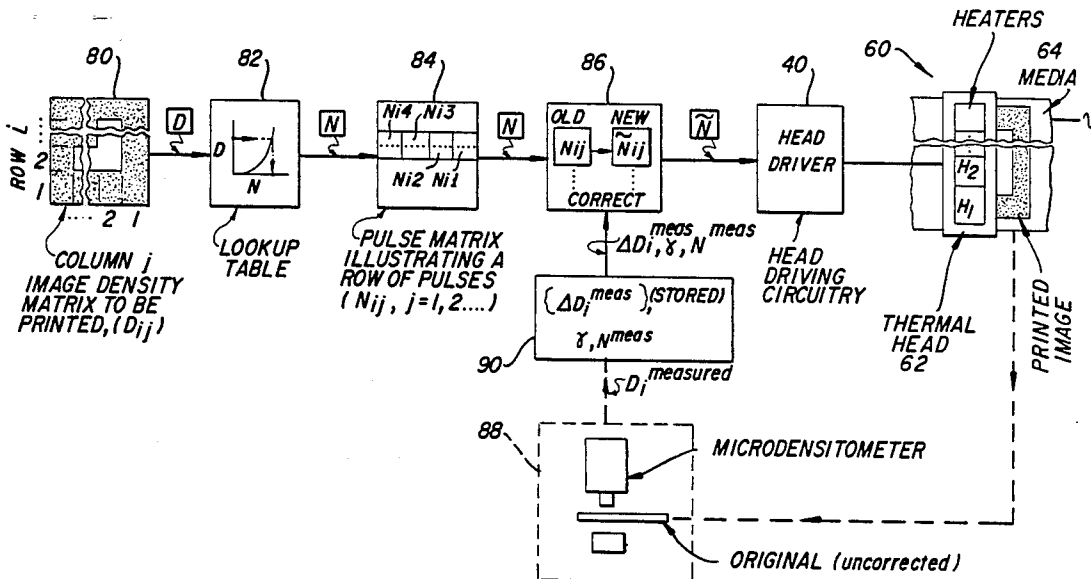 80
82
84
86
40
60
HEATERS
64
MEDIA
ROW i
2
1
2 1
D
D
N
N
Ni4 Ni3
Ni2 Ni1
N
OLD NEW
Nij Ñij
CORRECT
Ñ
HEAD
DRIVER
H2
H1
COLUMN j
IMAGE DENSITY
MATRIX TO BE
PRINTED, (Dij)
LOOKUP
TABLE
PULSE MATRIX
ILLUSTRATING A
ROW OF PULSES
(Nij, j=1,2....)
ΔDi meas, γ, N meas
HEAD
DRIVING
CIRCUITRY
THERMAL
HEAD
62
PRINTED
IMAGE
{ΔDi meas}, (STORED)
γ, N meas
90
Di measured
88
MICRODENSITOMETER
ORIGINAL (uncorrected)